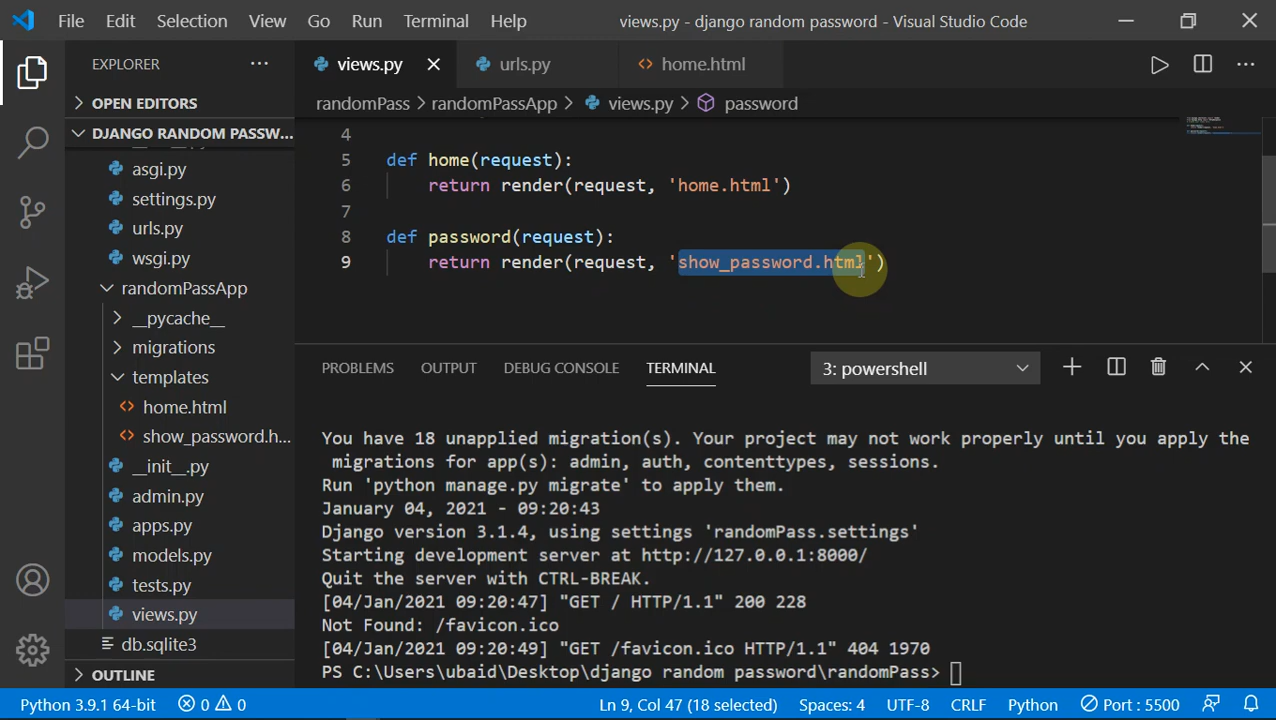 File Edit Selection View Go Run Terminal Help views.py - django random password - Visual Studio Code
EXPLORER ... views.py urls.py home.html
OPEN EDITORS
randomPass > randomPassApp > views.py > password
DJANGO RANDOM PASSW...
asgi.py
settings.py
urls.py
wsgi.py
randomPassApp
__pycache__
migrations
templates
home.html
show_password.h...
__init__.py
admin.py
apps.py
models.py
tests.py
views.py
db.sqlite3
OUTLINE
4
5 def home(request):
6 return render(request, 'home.html')
7
8 def password(request):
9 return render(request, 'show_password.html')
PROBLEMS OUTPUT DEBUG CONSOLE TERMINAL 3: powershell
You have 18 unapplied migration(s). Your project may not work properly until you apply the
migrations for app(s): admin, auth, contenttypes, sessions.
Run 'python manage.py migrate' to apply them.
January 04, 2021 - 09:20:43
Django version 3.1.4, using settings 'randomPass.settings'
Starting development server at http://127.0.0.1:8000/
Quit the server with CTRL-BREAK.
[04/Jan/2021 09:20:47] "GET / HTTP/1.1" 200 228
Not Found: /favicon.ico
[04/Jan/2021 09:20:49] "GET /favicon.ico HTTP/1.1" 404 1970
PS C:\Users\ubaid\Desktop\django random password\randomPass>
Python 3.9.1 64-bit 0 0 Ln 9, Col 47 (18 selected) Spaces: 4 UTF-8 CRLF Python Port : 5500